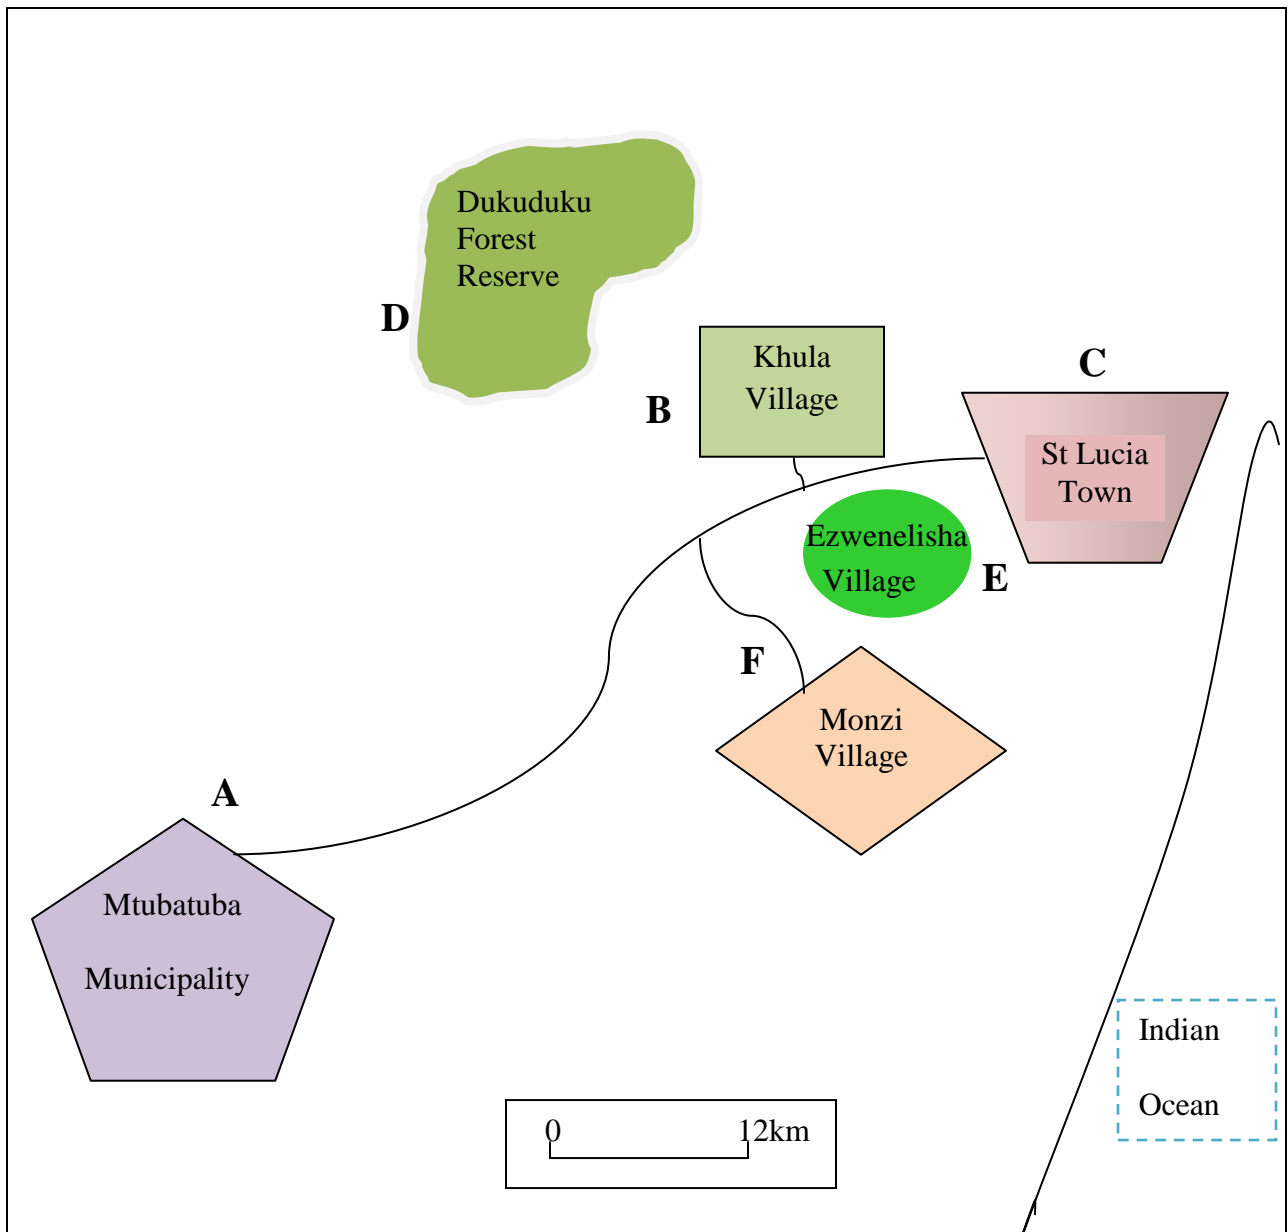 Dukuduku
Forest
Reserve
D
Khula
Village
B
C
St Lucia
Town
Ezwenelisha
Village
E
F
Monzi
Village
A
Mtubatuba
Municipality
Indian
Ocean
0 12km